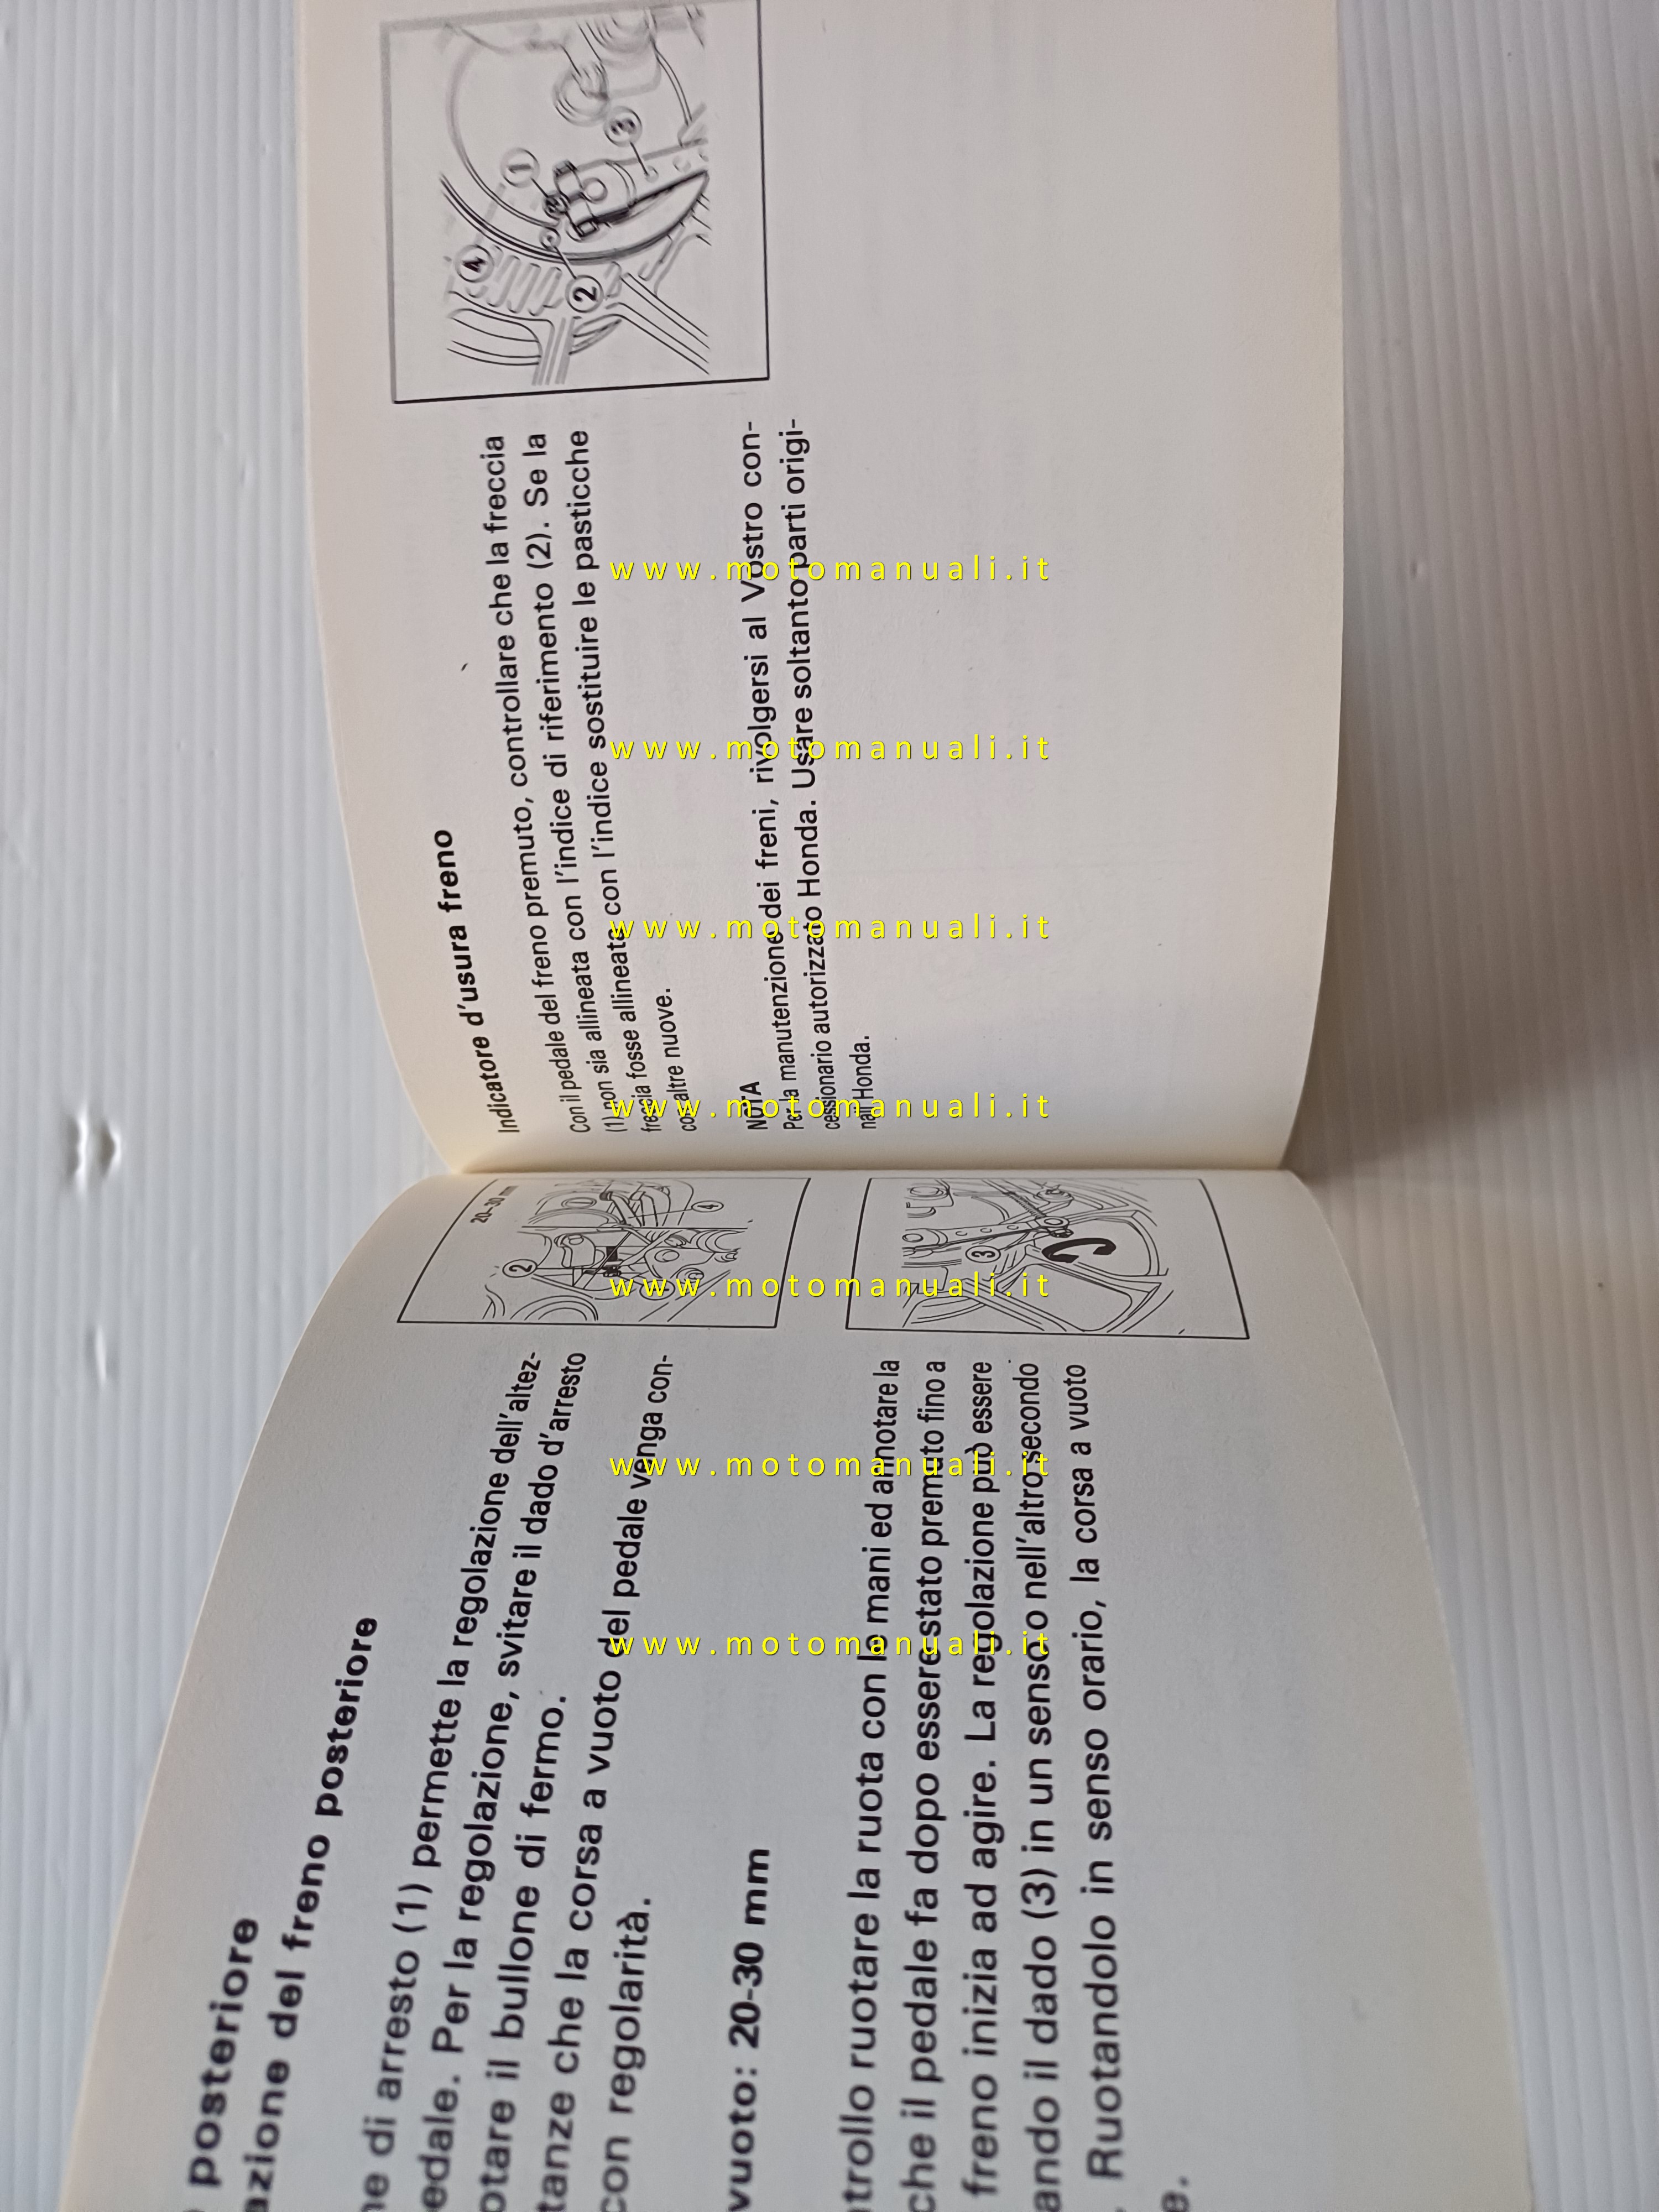 posteriore
azione del freno posteriore
ne di arresto (1) permette la regolazione dell'altez-
edale. Per la regolazione, svitare il dado d'arresto
otare il bullone di fermo.
tanze che la corsa a vuoto del pedale venga con-
con regolarità.
vuoto: 20-30 mm
trollo ruotare la ruota con le mani ed annotare la
che il pedale fa dopo essere stato premuto fino a
freno inizia ad agire. La regolazione può essere
ando il dado (3) in un senso o nell'altro secondo
. Ruotandolo in senso orario, la corsa a vuoto
e.
20-30 mm
2
4
3
Indicatore d'usura freno
Con il pedale del freno premuto, controllare che la freccia
(1) non sia allineata con l'indice di riferimento (2). Se la
freccia fosse allineata con l'indice sostituire le pasticche
con altre nuove.
NOTA
Per la manutenzione dei freni, rivolgersi al Vostro con-
cessionario autorizzato Honda. Usare soltanto parti origi-
nali Honda.
4
1
2
3
www.motomanuali.it
www.motomanuali.it
www.motomanuali.it
www.motomanuali.it
www.motomanuali.it
www.motomanuali.it
www.motomanuali.it